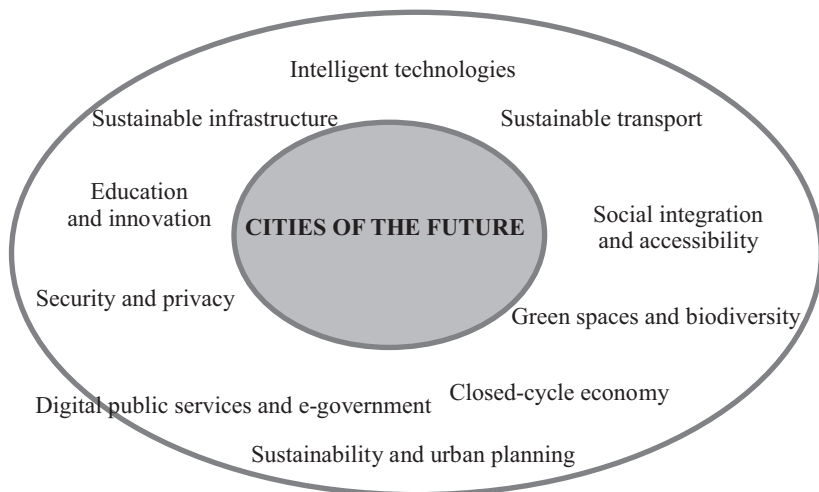 Intelligent technologies
Sustainable infrastructure
Sustainable transport
Education
and innovation
CITIES OF THE FUTURE
Social integration
and accessibility
Security and privacy
Green spaces and biodiversity
Closed-cycle economy
Digital public services and e-government
Sustainability and urban planning